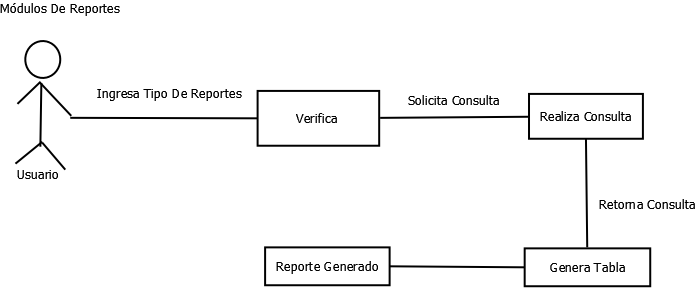 Módulos De Reportes
Ingresa Tipo De Reportes
Verifica
Solicita Consulta
Realiza Consulta
Usuario
Retorna Consulta
Reporte Generado
Genera Tabla